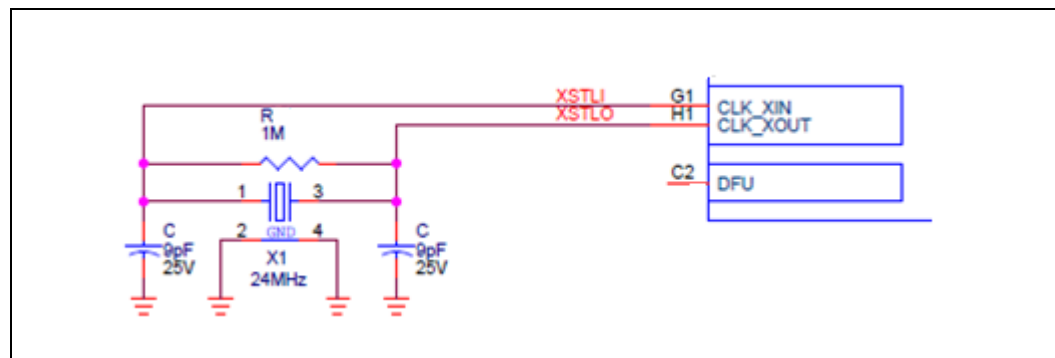 XSTLI G1 CLK_XIN
XSTLO H1 CLK_XOUT
R
1M
C2 DFU
1 3
C 2 GND 4 C
9pF X1 9pF
25V 24MHz 25V